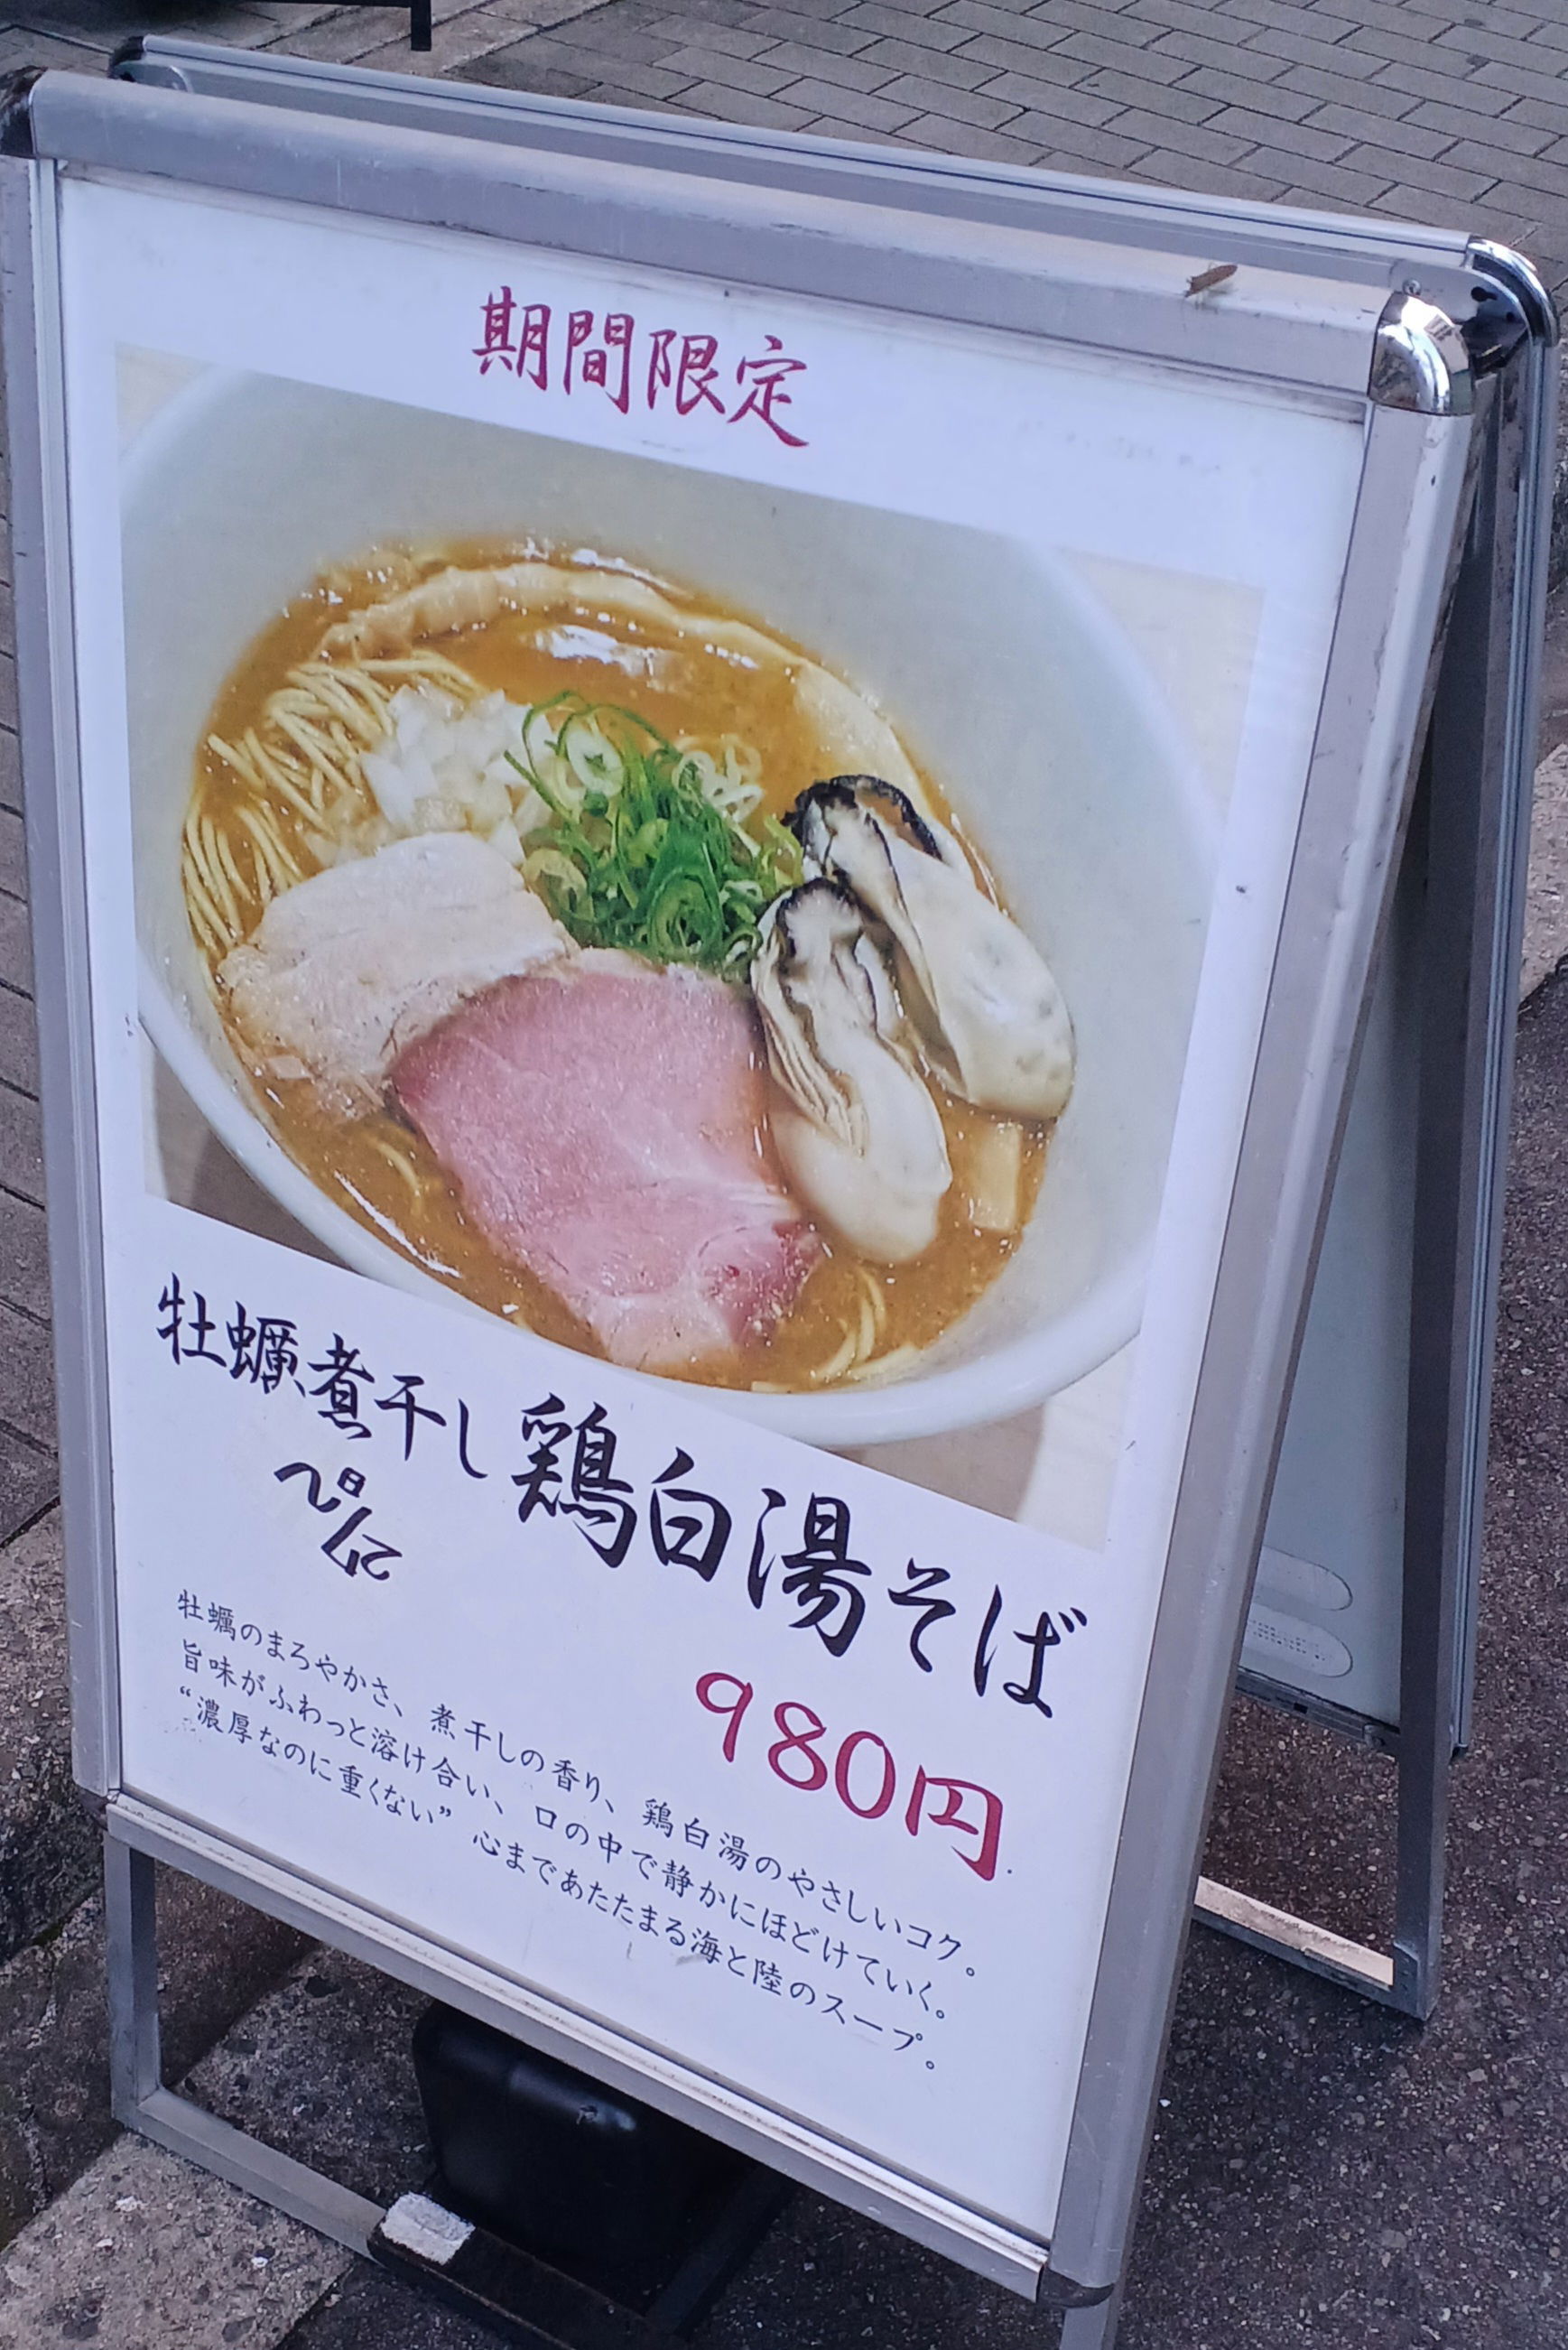 期間限定
牡蠣煮干し鶏白湯そば
980円
牡蠣のまろやかさ、煮干しの香り、鶏白湯のやさしいコク。
旨味がふわっと溶け合い、口の中で静かにほどけていく。
“濃厚なのに重くない” 心まであたたまる海と陸のスープ。